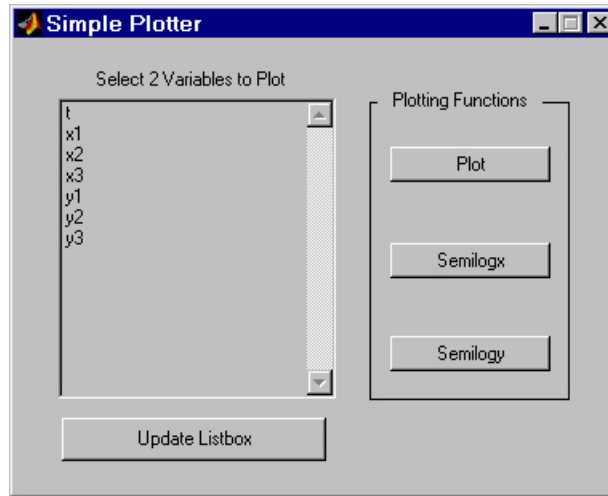 Simple Plotter
Select 2 Variables to Plot
t
x1
x2
x3
y1
y2
y3
Update Listbox
Plotting Functions
Plot
Semilogx
Semilogy